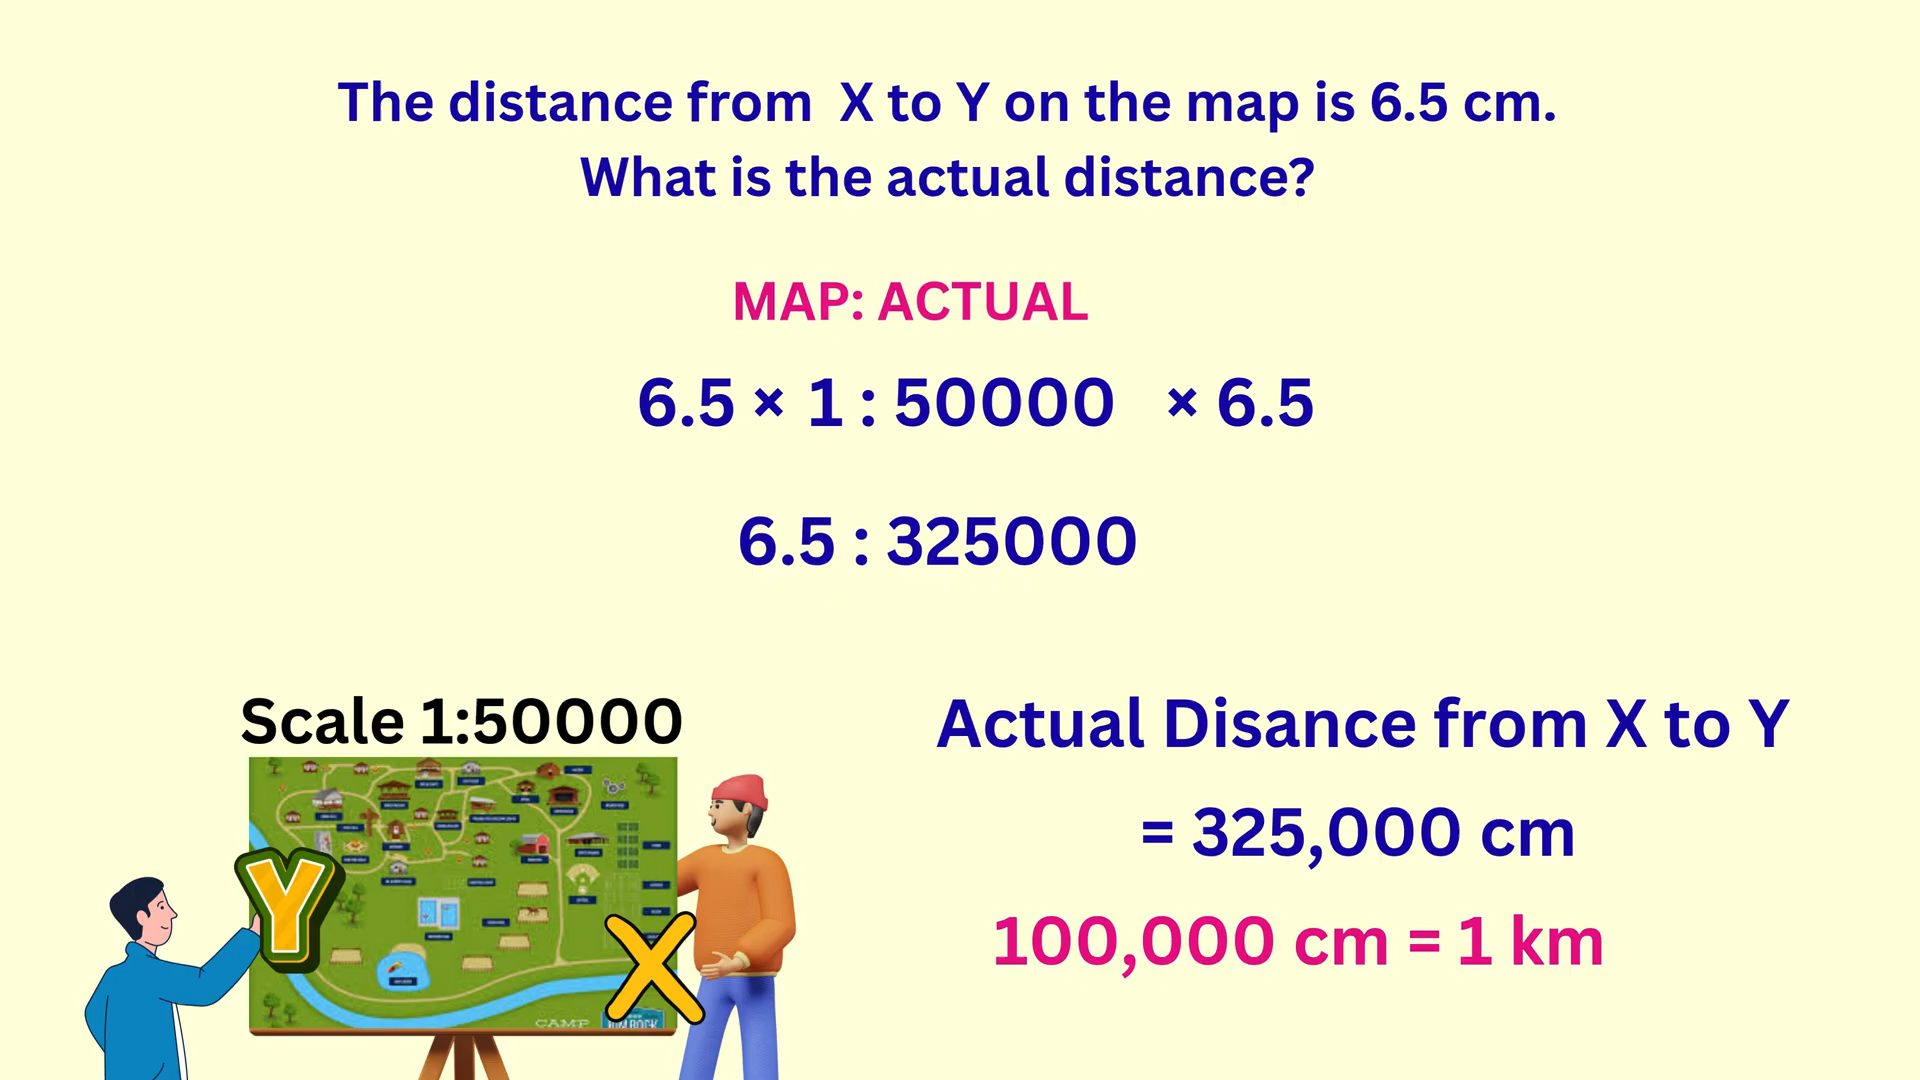 The distance from X to Y on the map is 6.5 cm.
What is the actual distance?
MAP: ACTUAL
6.5 × 1 : 50000 × 6.5
6.5 : 325000
Scale 1:50000
Y
X
CAMP
Actual Disance from X to Y
= 325,000 cm
100,000 cm = 1 km